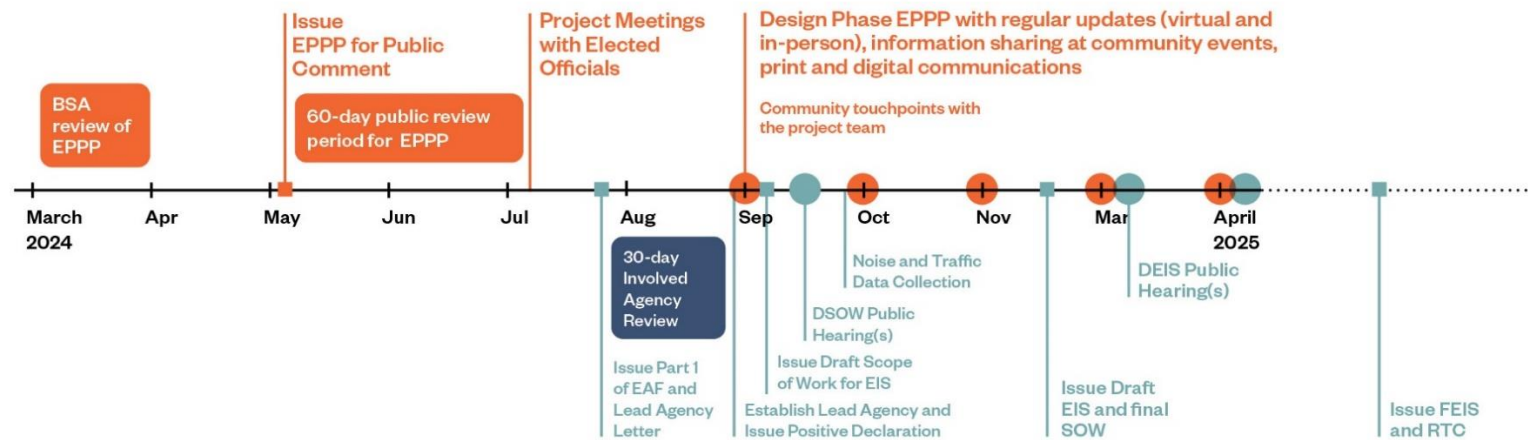 Issue
EPPP for Public
Comment
Project Meetings
with Elected
Officials
Design Phase EPPP with regular updates (virtual and
in-person), information sharing at community events,
print and digital communications
Community touchpoints with
the project team
BSA
review of
EPPP
60-day public review
period for EPPP
March
2024
Apr
May
Jun
Jul
Aug
Sep
Oct
Nov
Mar
April
2025
30-day
Involved
Agency
Review
Noise and Traffic
Data Collection
DEIS Public
Hearing(s)
DSOW Public
Hearing(s)
Issue Part 1
of EAF and
Lead Agency
Letter
Issue Draft Scope
of Work for EIS
Establish Lead Agency and
Issue Positive Declaration
Issue Draft
EIS and final
SOW
Issue FEIS
and RTC